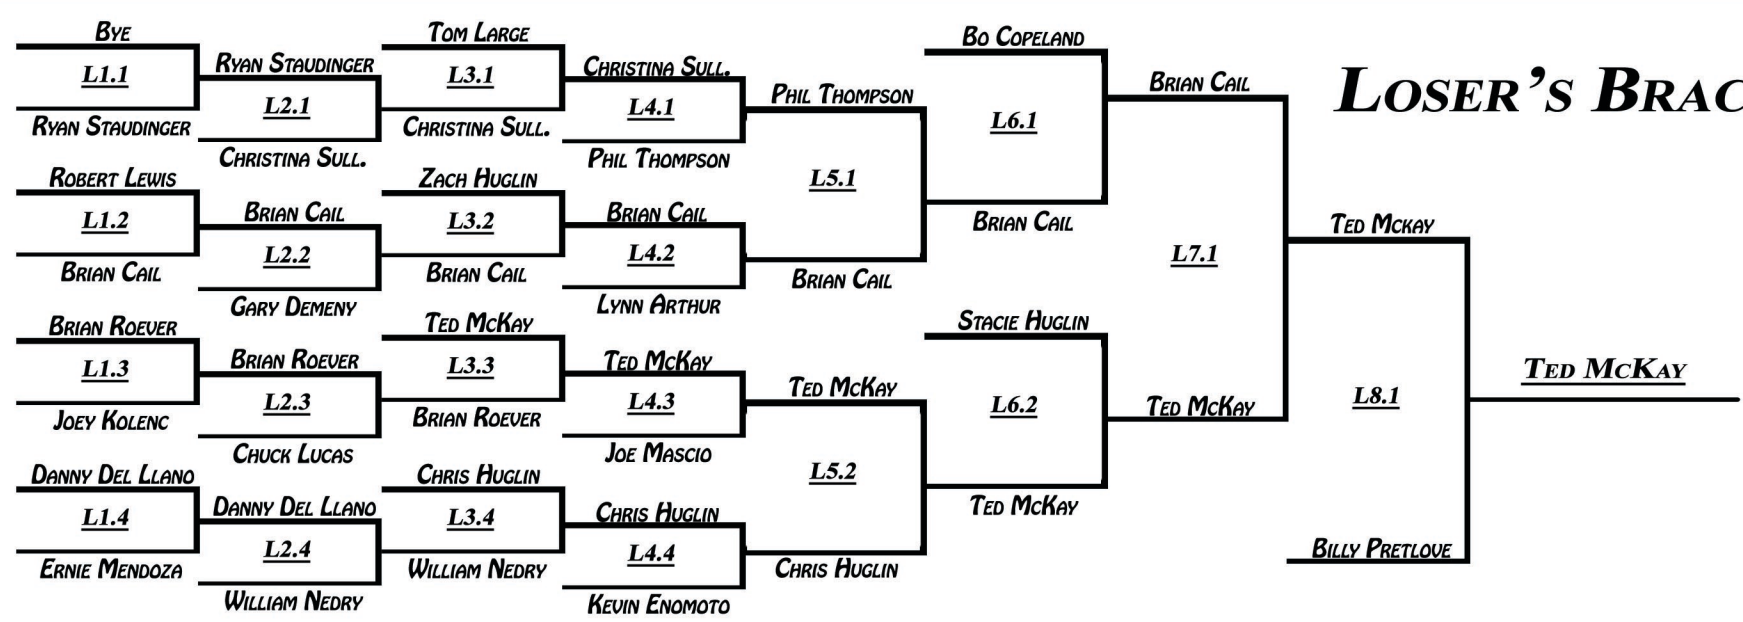 Bye
L1.1
Ryan Staudinger
Robert Lewis
L1.2
Brian Cail
Brian Roever
L1.3
Joey Kolenc
Danny Del Llano
L1.4
Ernie Mendoza
Ryan Staudinger
L2.1
Christina Sull.
Brian Cail
L2.2
Gary Demeny
Brian Roever
L2.3
Chuck Lucas
Danny Del Llano
L2.4
William Nedry
Tom Large
L3.1
Christina Sull.
Zach Huglin
L3.2
Brian Cail
Ted McKay
L3.3
Brian Roever
Chris Huglin
L3.4
William Nedry
Christina Sull.
L4.1
Phil Thompson
Brian Cail
L4.2
Lynn Arthur
Ted McKay
L4.3
Joe Mascio
Chris Huglin
L4.4
Kevin Enomoto
Phil Thompson
L5.1
Brian Cail
Ted McKay
L5.2
Chris Huglin
Bo Copeland
L6.1
Brian Cail
Stacie Huglin
L6.2
Ted McKay
Brian Cail
L7.1
Ted McKay
Loser's Brac
Ted Mckay
L8.1
Billy Pretlove
Ted McKay